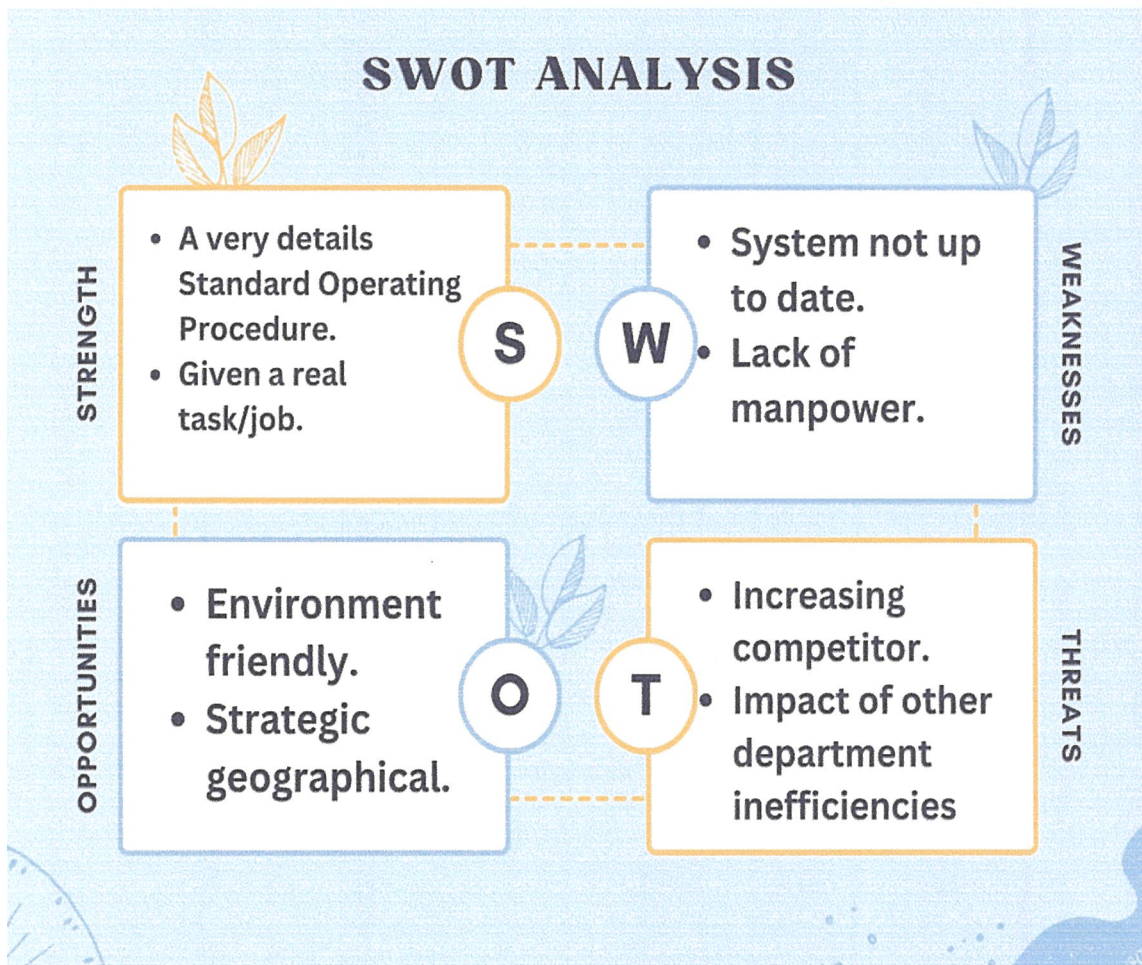 SWOT ANALYSIS
STRENGTH
• A very details
Standard Operating
Procedure.
• Given a real
task/job.
S
W
• System not up
to date.
• Lack of
manpower.
WEAKNESSES
OPPORTUNITIES
• Environment
friendly.
• Strategic
geographical.
O
T
• Increasing
competitor.
• Impact of other
department
inefficiencies
THREATS